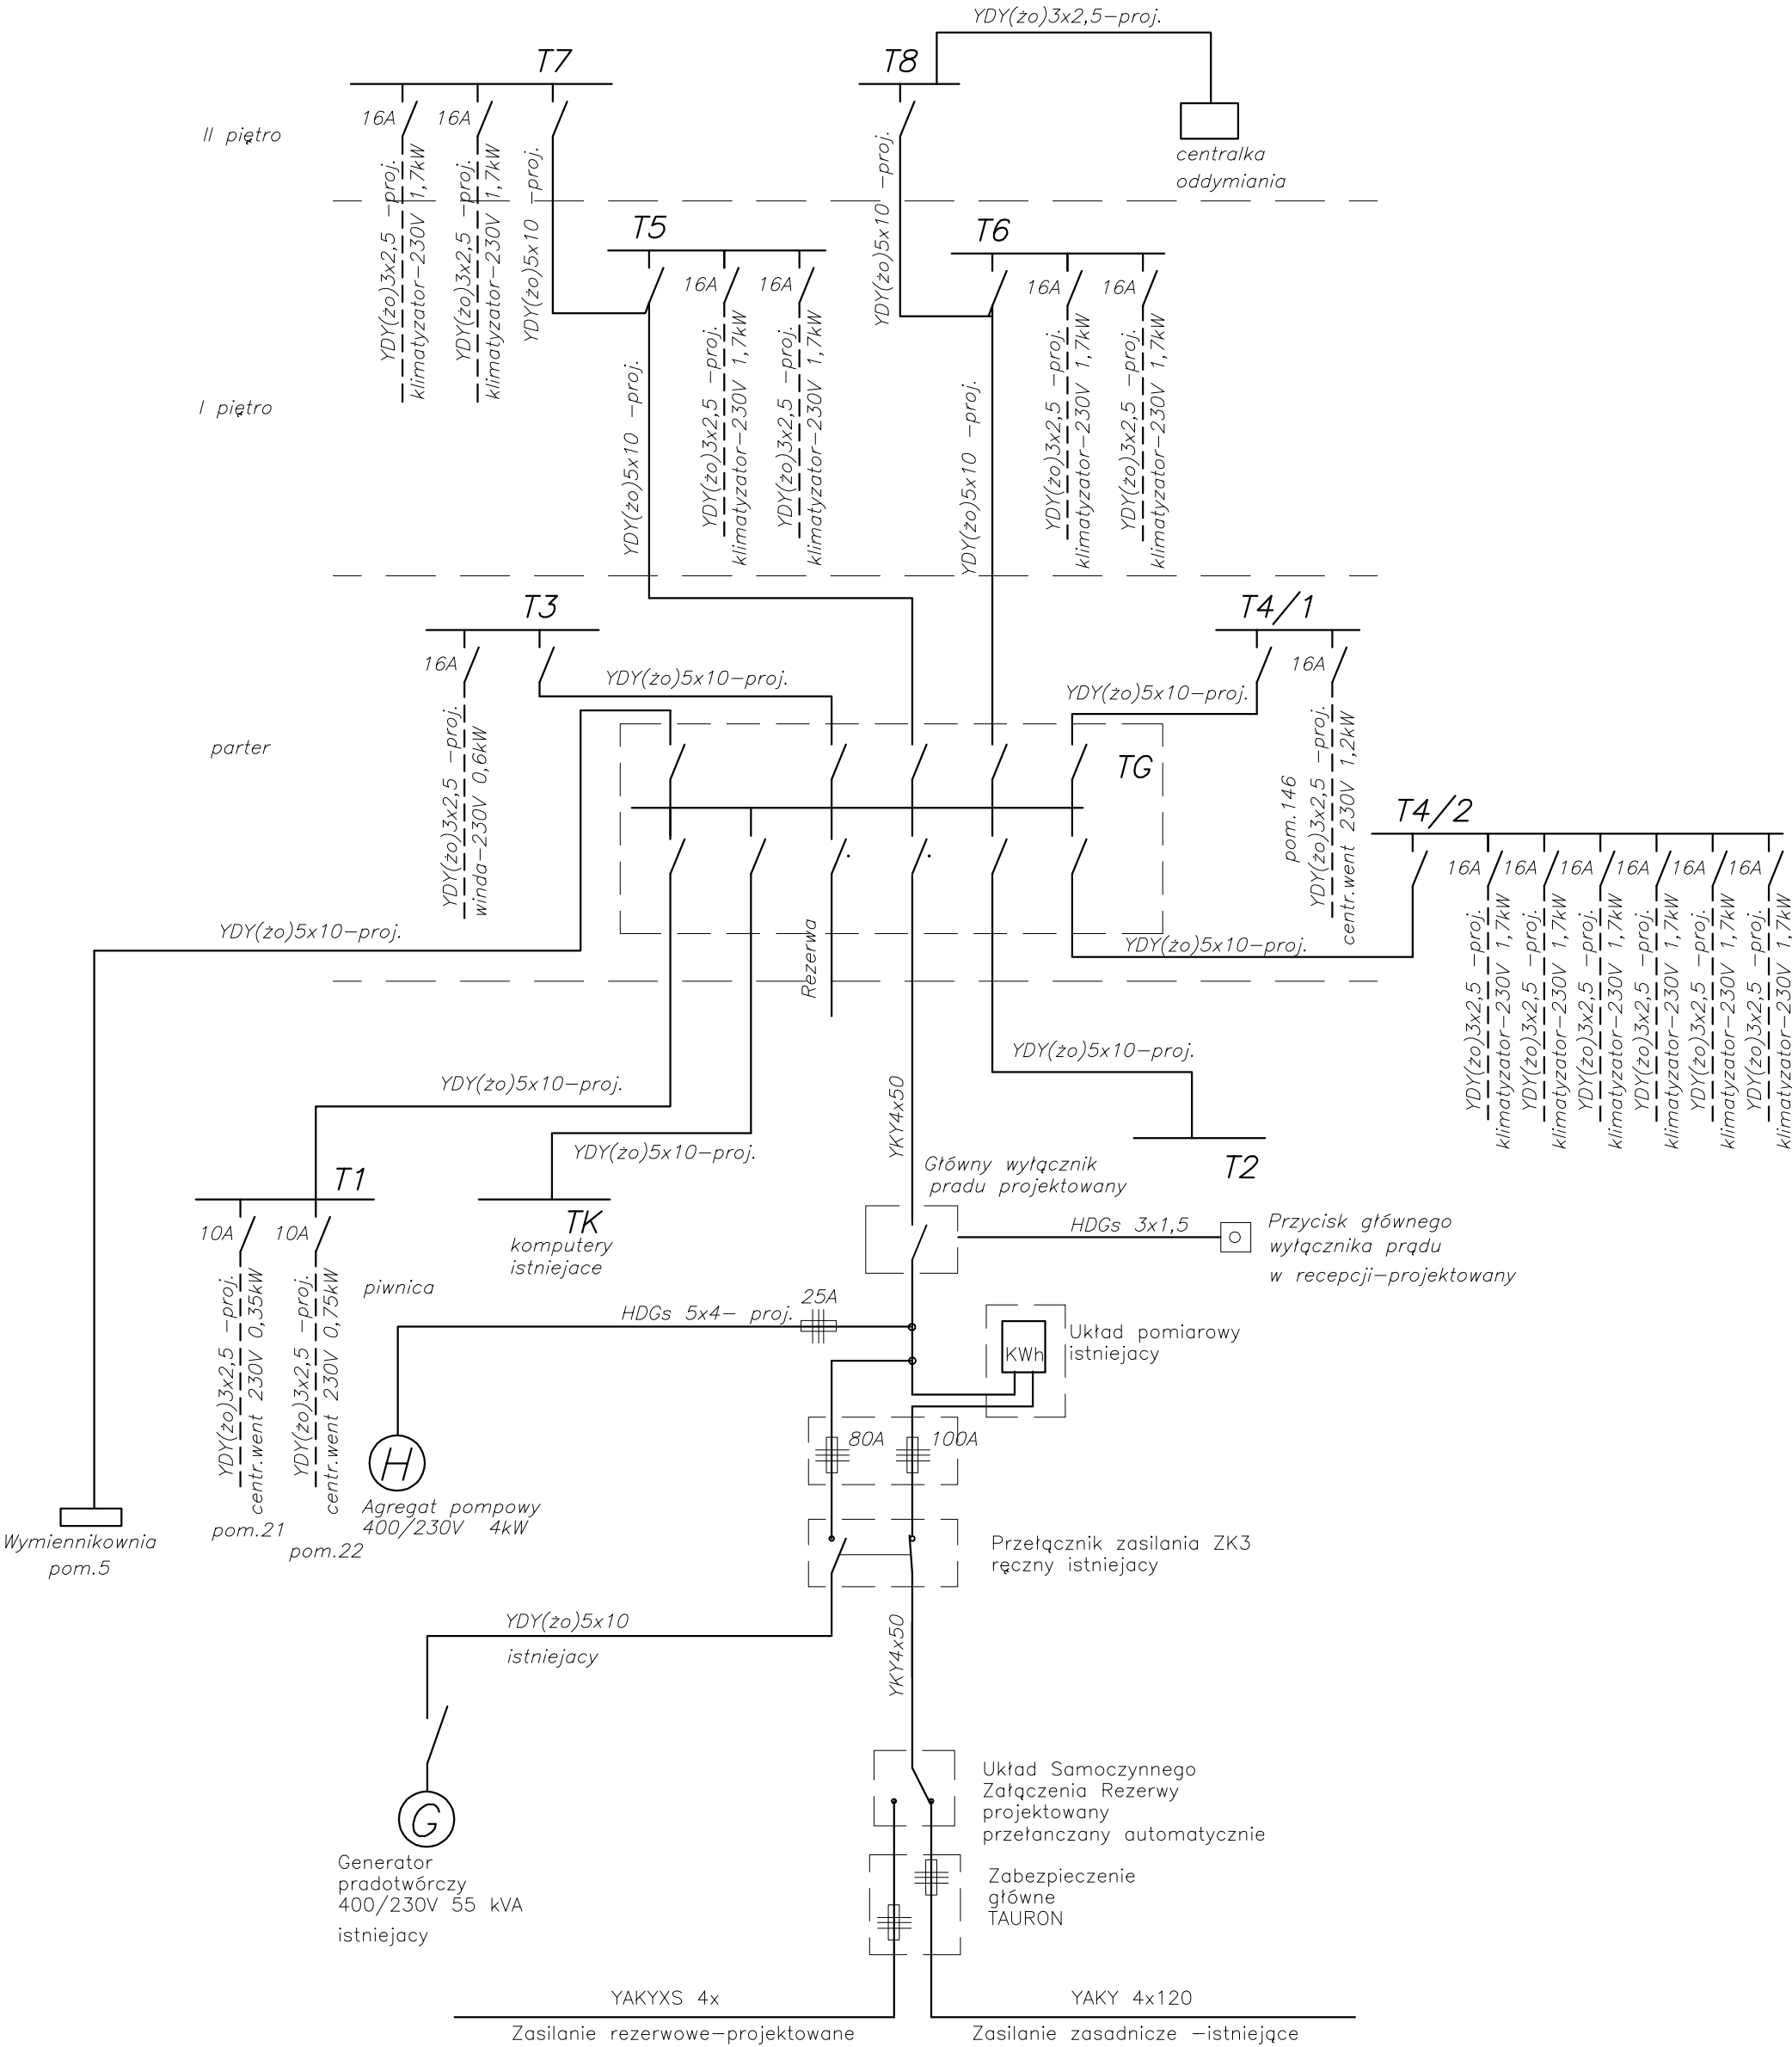 YDY(żo)3x2,5-proj.
T7
T8
16A
16A
II piętro
centralka
oddymiania
YDY(żo)3x2,5 -proj.
klimatyzator-230V 1,7kW
YDY(żo)3x2,5 -proj.
klimatyzator-230V 1,7kW
YDY(żo)5x10 -proj.
YDY(żo)5x10 -proj.
T5
T6
16A
16A
16A
16A
I piętro
YDY(żo)5x10 -proj.
YDY(żo)3x2,5 -proj.
klimatyzator-230V 1,7kW
YDY(żo)3x2,5 -proj.
klimatyzator-230V 1,7kW
YDY(żo)5x10 -proj.
YDY(żo)3x2,5 -proj.
klimatyzator-230V 1,7kW
YDY(żo)3x2,5 -proj.
klimatyzator-230V 1,7kW
T3
T4/1
16A
YDY(żo)5x10-proj.
YDY(żo)5x10-proj.
16A
parter
YDY(żo)3x2,5 -proj.
winda-230V 0,6kW
TG
pom.146
YDY(żo)3x2,5 -proj.
centr.went 230V 1,2kW
T4/2
16A
16A
16A
16A
16A
16A
YDY(żo)5x10-proj.
Rezerwa
YDY(żo)5x10-proj.
YDY(żo)3x2,5 -proj.
klimatyzator-230V 1,7kW
YDY(żo)3x2,5 -proj.
klimatyzator-230V 1,7kW
YDY(żo)3x2,5 -proj.
klimatyzator-230V 1,7kW
YDY(żo)3x2,5 -proj.
klimatyzator-230V 1,7kW
YDY(żo)3x2,5 -proj.
klimatyzator-230V 1,7kW
YDY(żo)3x2,5 -proj.
klimatyzator-230V 1,7kW
YDY(żo)5x10-proj.
YDY(żo)5x10-proj.
YKY4x50
YDY(żo)5x10-proj.
T1
T2
Główny wyłącznik
pradu projektowany
TK
komputery
istniejace
10A
10A
HDGs 3x1,5
Przycisk głównego
wyłącznika prądu
w recepcji-projektowany
piwnica
YDY(żo)3x2,5 -proj.
centr.went 230V 0,35kW
YDY(żo)3x2,5 -proj.
centr.went 230V 0,75kW
25A
HDGs 5x4- proj.
KWh
Układ pomiarowy
istniejacy
80A
100A
H
Agregat pompowy
400/230V 4kW
pom.21
pom.22
Wymiennikownia
pom.5
Przełącznik zasilania ZK3
ręczny istniejacy
YDY(żo)5x10
istniejacy
YKY4x50
G
Generator
pradotwórczy
400/230V 55 kVA
istniejacy
Układ Samoczynnego
Załączenia Rezerwy
projektowany
przełanczany automatycznie
Zabezpieczenie
główne
TAURON
YAKYXS 4x
YAKY 4x120
Zasilanie rezerwowe-projektowane
Zasilanie zasadnicze -istniejące